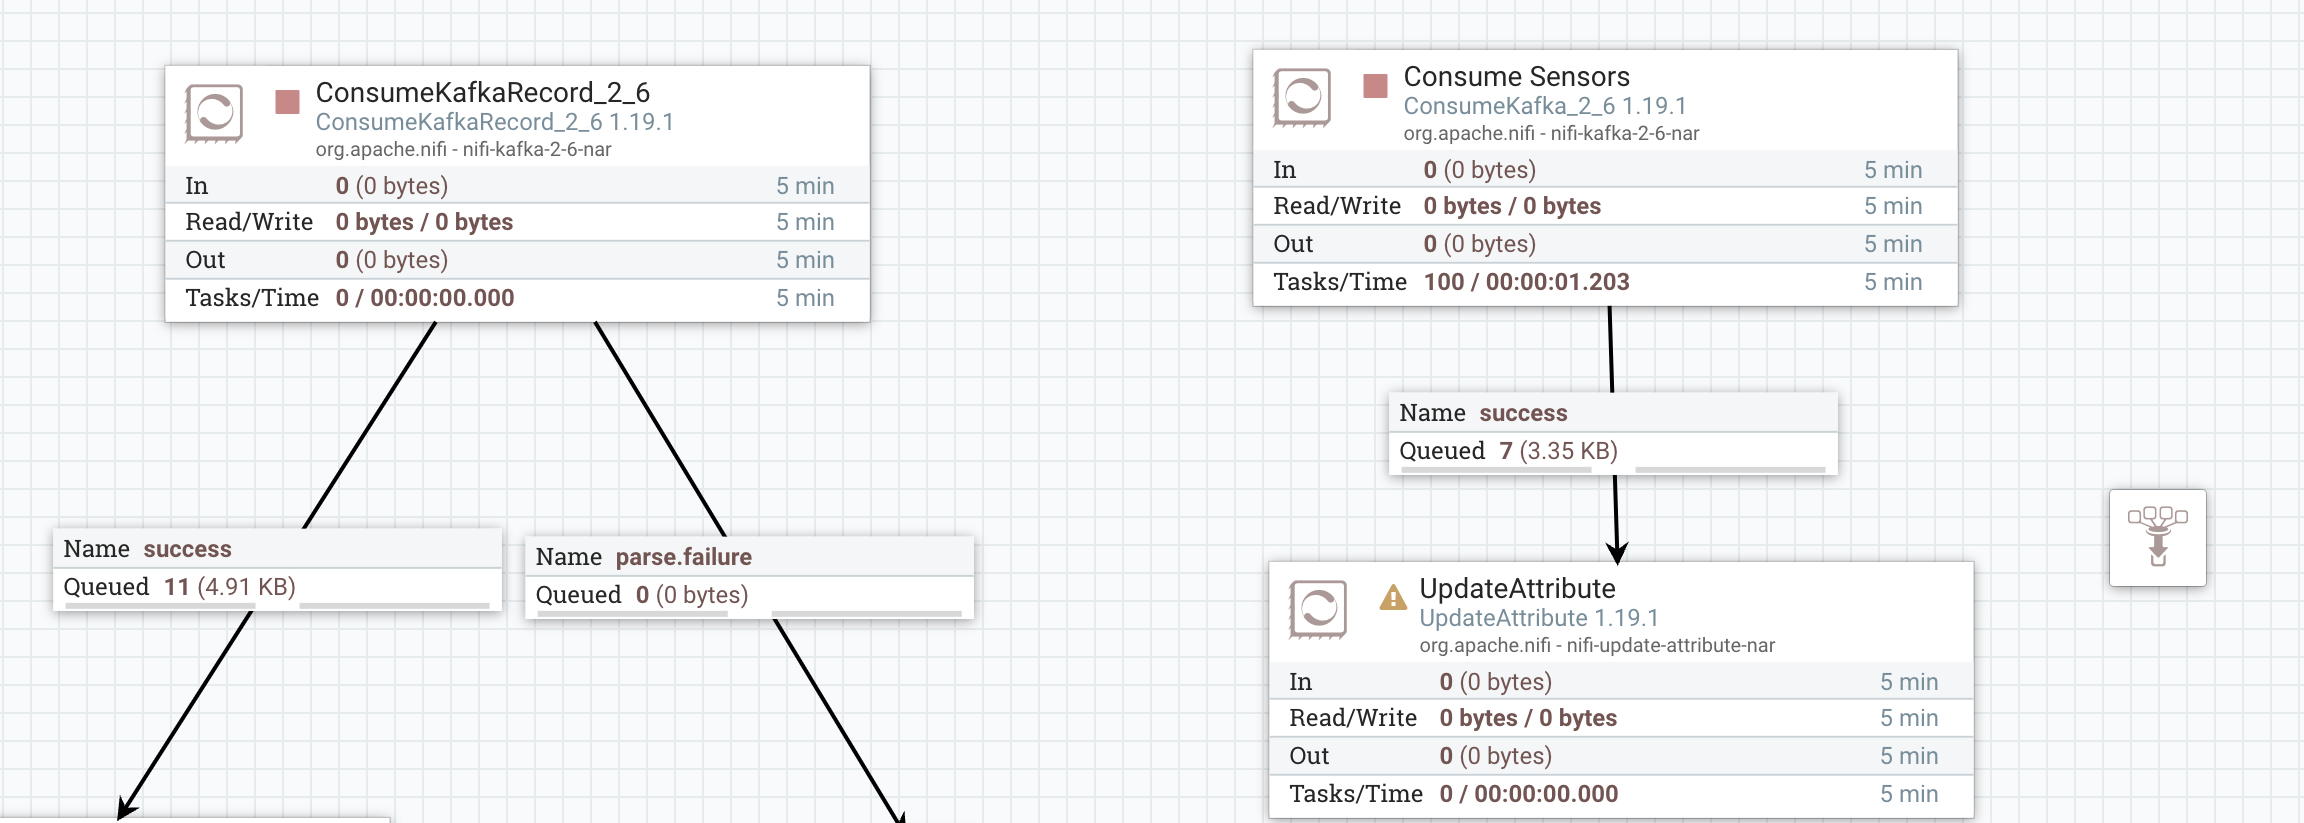 ConsumeKafkaRecord_2_6
ConsumeKafkaRecord_2_6 1.19.1
org.apache.nifi - nifi-kafka-2-6-nar
In 0 (0 bytes) 5 min
Read/Write 0 bytes / 0 bytes 5 min
Out 0 (0 bytes) 5 min
Tasks/Time 0 / 00:00:00.000 5 min
Name success
Queued 11 (4.91 KB)
Name parse.failure
Queued 0 (0 bytes)
Consume Sensors
ConsumeKafka_2_6 1.19.1
org.apache.nifi - nifi-kafka-2-6-nar
In 0 (0 bytes) 5 min
Read/Write 0 bytes / 0 bytes 5 min
Out 0 (0 bytes) 5 min
Tasks/Time 100 / 00:00:01.203 5 min
Name success
Queued 7 (3.35 KB)
UpdateAttribute
UpdateAttribute 1.19.1
org.apache.nifi - nifi-update-attribute-nar
In 0 (0 bytes) 5 min
Read/Write 0 bytes / 0 bytes 5 min
Out 0 (0 bytes) 5 min
Tasks/Time 0 / 00:00:00.000 5 min